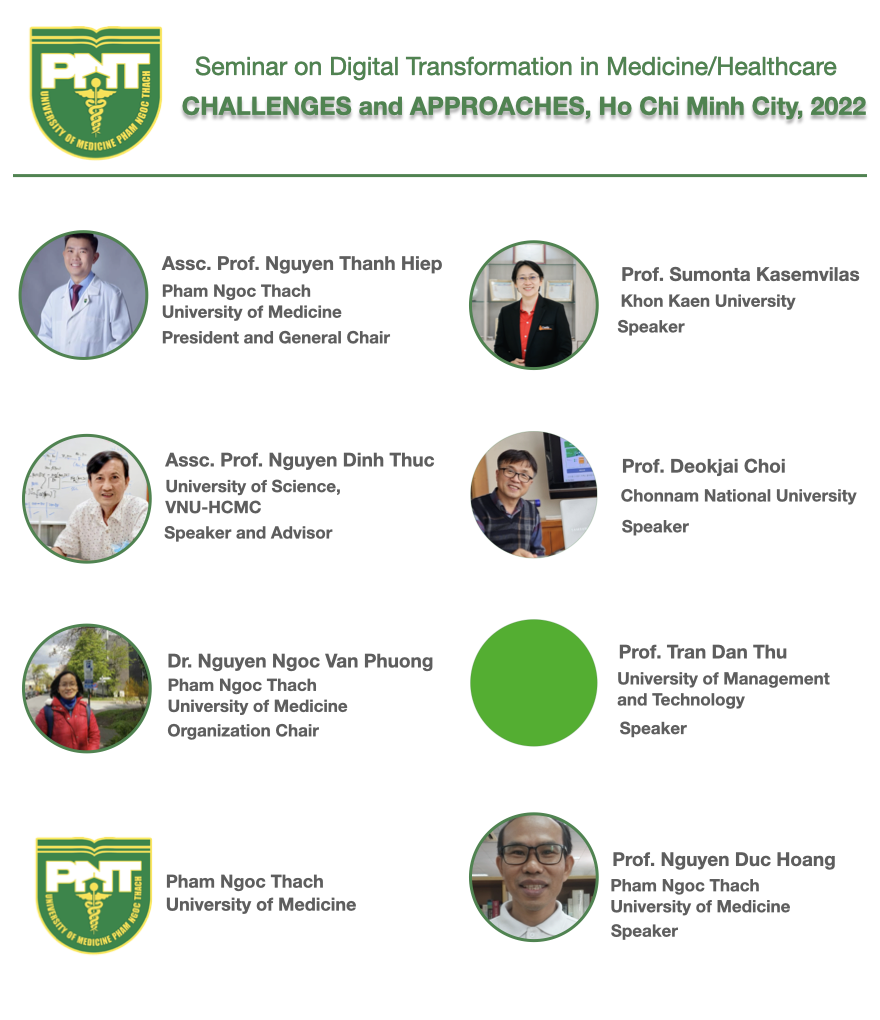 PNT
UNIVERSITY OF MEDICINE PHAM NGOC THACH
Seminar on Digital Transformation in Medicine/Healthcare
CHALLENGES and APPROACHES, Ho Chi Minh City, 2022
Assc. Prof. Nguyen Thanh Hiep
Pham Ngoc Thach
University of Medicine
President and General Chair
Prof. Sumonta Kasemvilas
Khon Kaen University
Speaker
Assc. Prof. Nguyen Dinh Thuc
University of Science,
VNU-HCMC
Speaker and Advisor
Prof. Deokjai Choi
Chonnam National University
Speaker
Dr. Nguyen Ngoc Van Phuong
Pham Ngoc Thach
University of Medicine
Organization Chair
Prof. Tran Dan Thu
University of Management
and Technology
Speaker
PNT
UNIVERSITY OF MEDICINE PHAM NGOC THACH
Pham Ngoc Thach
University of Medicine
Prof. Nguyen Duc Hoang
Pham Ngoc Thach
University of Medicine
Speaker